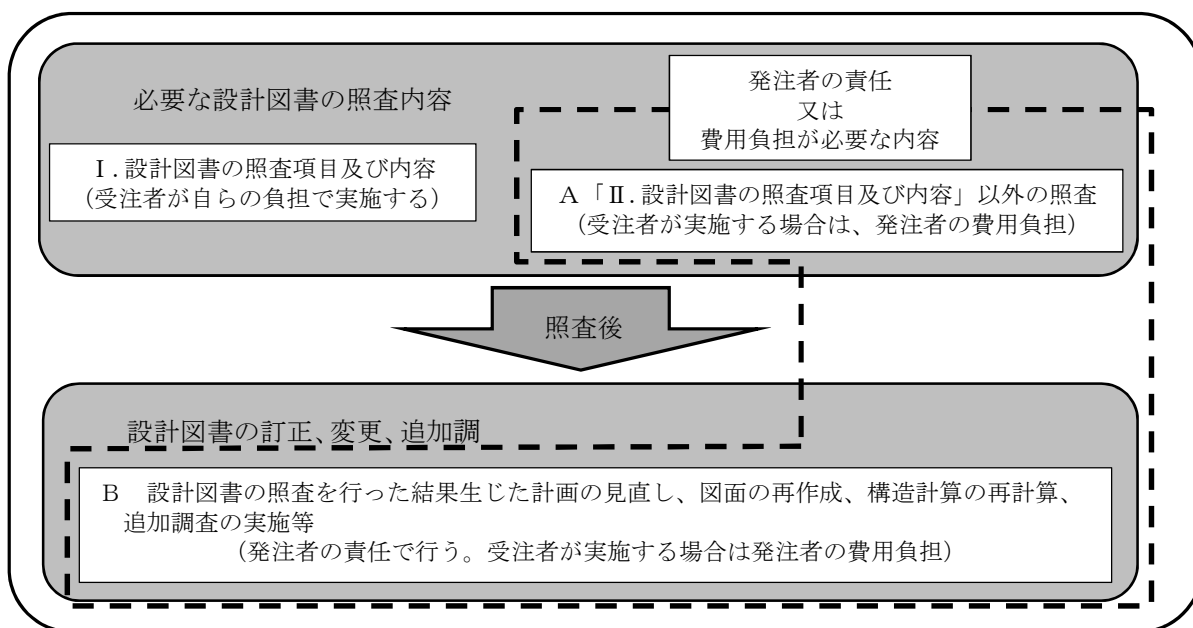 必要な設計図書の照査内容
発注者の責任
又は
費用負担が必要な内容
Ⅰ.設計図書の照査項目及び内容
(受注者が自らの負担で実施する)
A「Ⅱ.設計図書の照査項目及び内容」以外の照査
(受注者が実施する場合は、発注者の費用負担)
照査後
設計図書の訂正、変更、追加調
B 設計図書の照査を行った結果生じた計画の見直し、図面の再作成、構造計算の再計算、
追加調査の実施等
(発注者の責任で行う。受注者が実施する場合は発注者の費用負担)